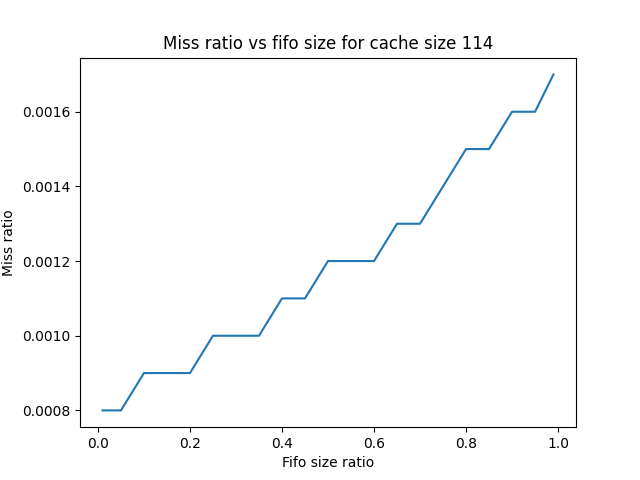 Miss ratio vs fifo size for cache size 114
Miss ratio
0.0016
0.0014
0.0012
0.0010
0.0008
0.0 0.2 0.4 0.6 0.8 1.0
Fifo size ratio